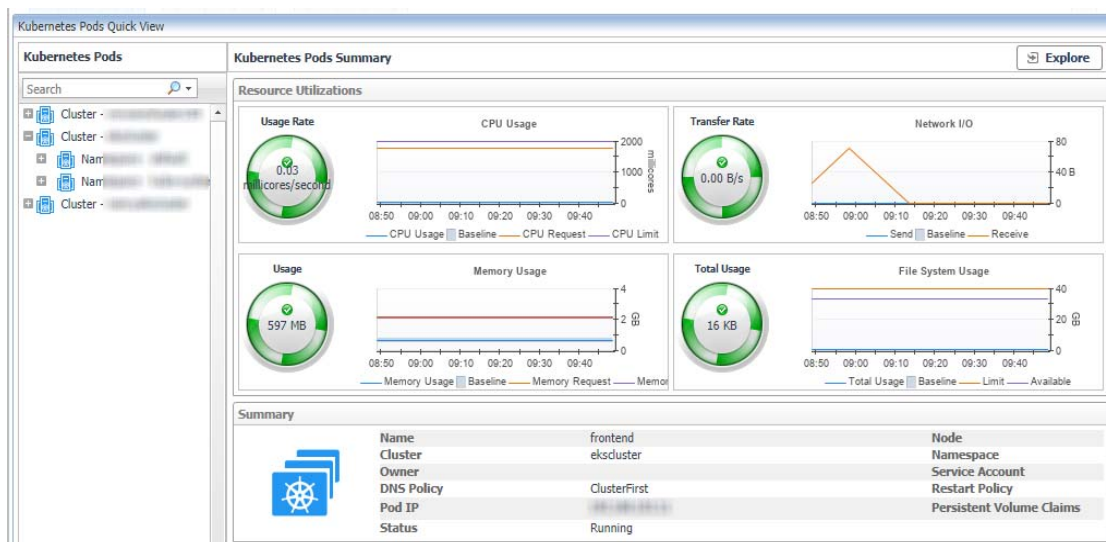 Kubernetes Pods Quick View
Kubernetes Pods
Kubernetes Pods Summary
Explore
Search
Cluster -
Cluster -
Nam
Nam
Cluster -
Resource Utilizations
Usage Rate
0.03
millicores/second
CPU Usage
2000
1000
0
millicores
08:50 09:00 09:10 09:20 09:30 09:40
CPU Usage Baseline CPU Request CPU Limit
Transfer Rate
0.00 B/s
Network I/O
80
40 B
0
08:50 09:00 09:10 09:20 09:30 09:40
Send Baseline Receive
Usage
597 MB
Memory Usage
4
2
0
GB
08:50 09:00 09:10 09:20 09:30 09:40
Memory Usage Baseline Memory Request Memor
Total Usage
16 KB
File System Usage
40
20
0
GB
08:50 09:00 09:10 09:20 09:30 09:40
Total Usage Baseline Limit Available
Summary
Name frontend Node
Cluster ekscluster Namespace
Owner Service Account
DNS Policy ClusterFirst Restart Policy
Pod IP Persistent Volume Claims
Status Running